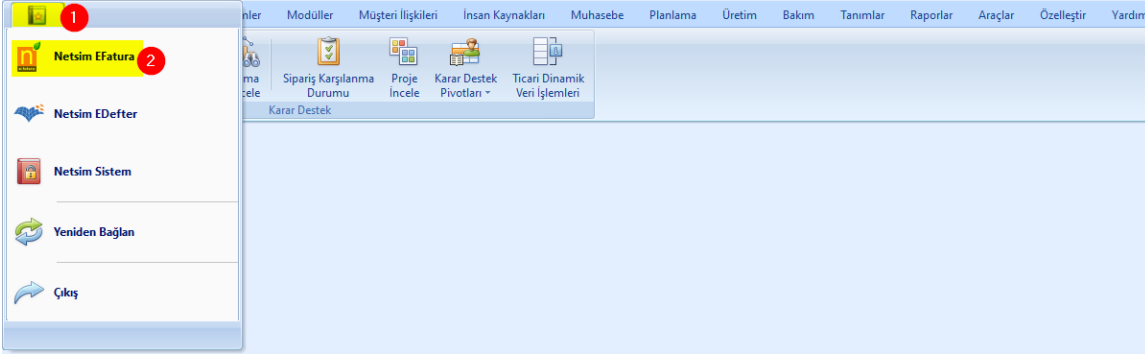 1
nler Modüller Müşteri İlişkileri İnsan Kaynakları Muhasebe Planlama Üretim Bakım Tanımlar Raporlar Araçlar Özelleştir Yardım
Netsim EFatura 2
ma Sipariş Karşılanma Proje Karar Destek Ticari Dinamik
cele Durumu İncele Pivotları Veri İşlemleri
Karar Destek
Netsim EDefter
Netsim Sistem
Yeniden Bağlan
Çıkış